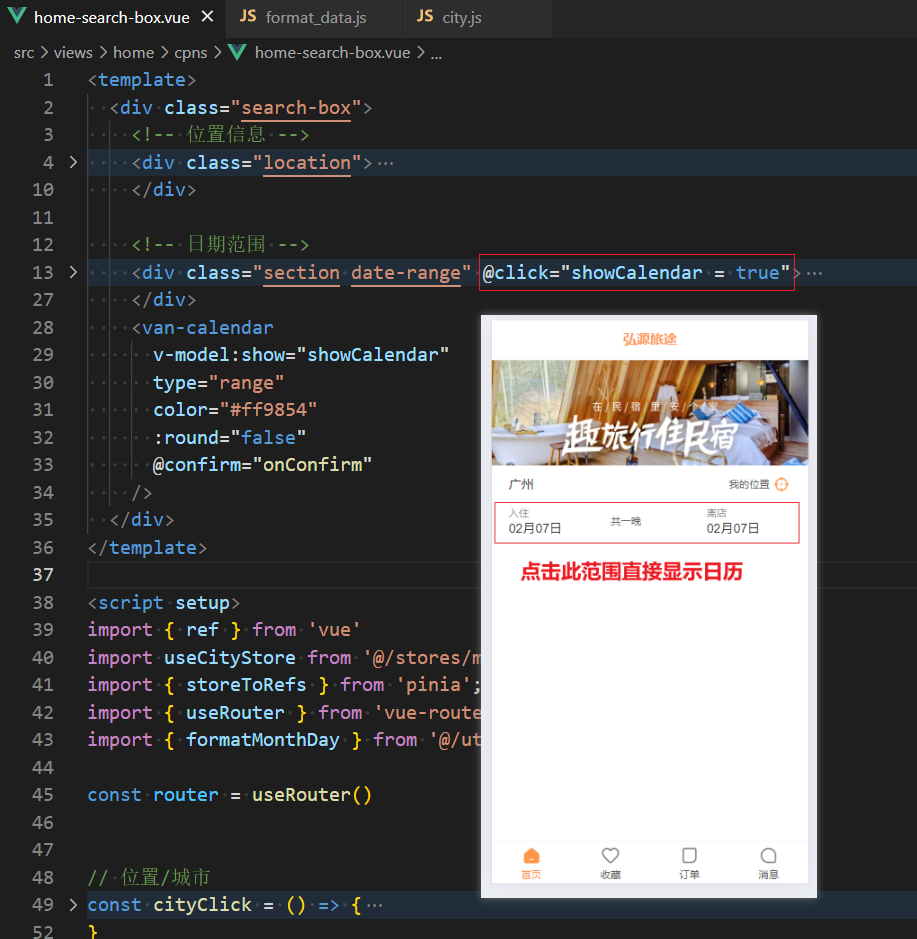 home-search-box.vue × JS format_data.js JS city.js
src > views > home > cpns > home-search-box.vue > ...
1 <template>
2 <div class="search-box">
3 <!-- 位置信息 -->
4 > <div class="location">…
10 </div>
11
12 <!-- 日期范围 -->
13 > <div class="section date-range" @click="showCalendar = true">…
27 </div>
28 <van-calendar
29 v-model:show="showCalendar"
30 type="range"
31 color="#ff9854"
32 :round="false"
33 @confirm="onConfirm"
34 />
35 </div>
36 </template>
37
38 <script setup>
39 import { ref } from 'vue'
40 import useCityStore from '@/stores/m
41 import { storeToRefs } from 'pinia';
42 import { useRouter } from 'vue-route
43 import { formatMonthDay } from '@/ut
44
45 const router = useRouter()
46
47
48 // 位置/城市
49 > const cityClick = () => {…
52 }
弘源旅途
在/民/宿/里/安/个/家
趣旅行住民宿
广州 我的位置
入住 离店
02月07日 共一晚 02月07日
点击此范围直接显示日历
首页 收藏 订单 消息